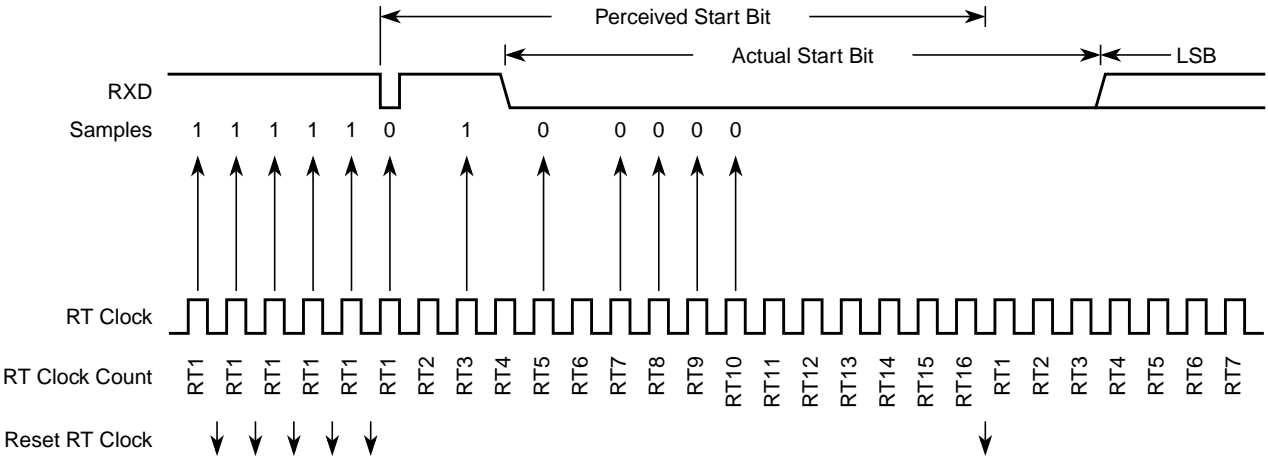 Perceived Start Bit
Actual Start Bit
LSB
RXD
Samples 1 1 1 1 1 0 1 0 0 0 0 0
RT Clock
RT Clock Count RT1 RT1 RT1 RT1 RT1 RT1 RT2 RT3 RT4 RT5 RT6 RT7 RT8 RT9 RT10 RT11 RT12 RT13 RT14 RT15 RT16 RT1 RT2 RT3 RT4 RT5 RT6 RT7
Reset RT Clock